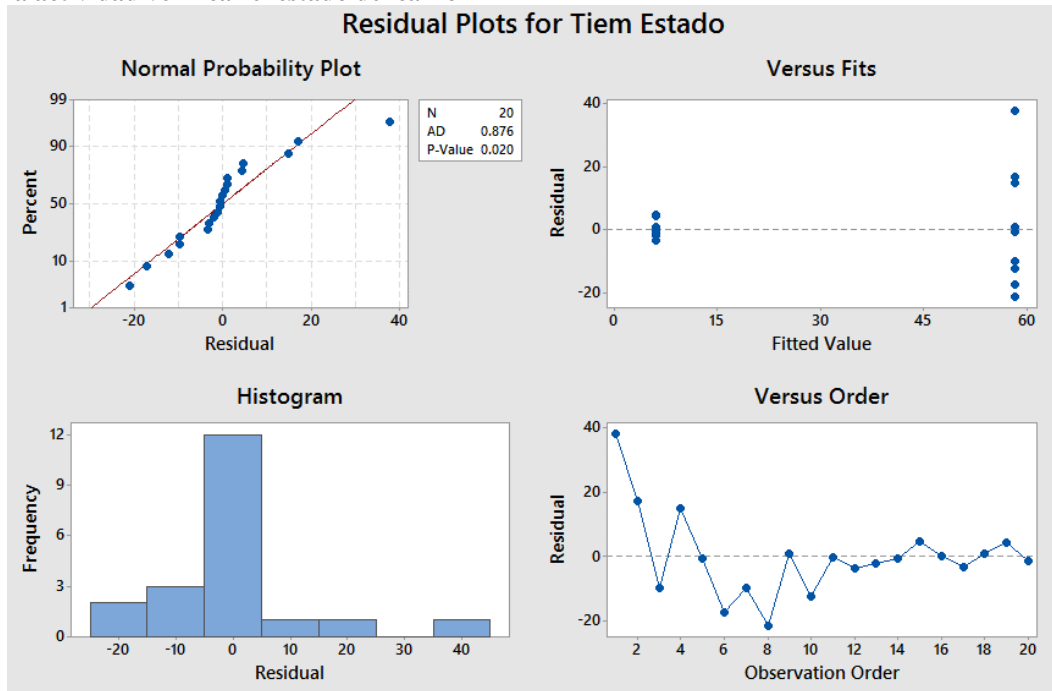 Residual Plots for Tiem Estado
Normal Probability Plot
99
90
50
10
1
Percent
-20 0 20 40
Residual
N 20
AD 0.876
P-Value 0.020
Versus Fits
40
20
0
-20
Residual
0 15 30 45 60
Fitted Value
Histogram
12
9
6
3
0
Frequency
-20 -10 0 10 20 30 40
Residual
Versus Order
40
20
0
-20
Residual
2 4 6 8 10 12 14 16 18 20
Observation Order